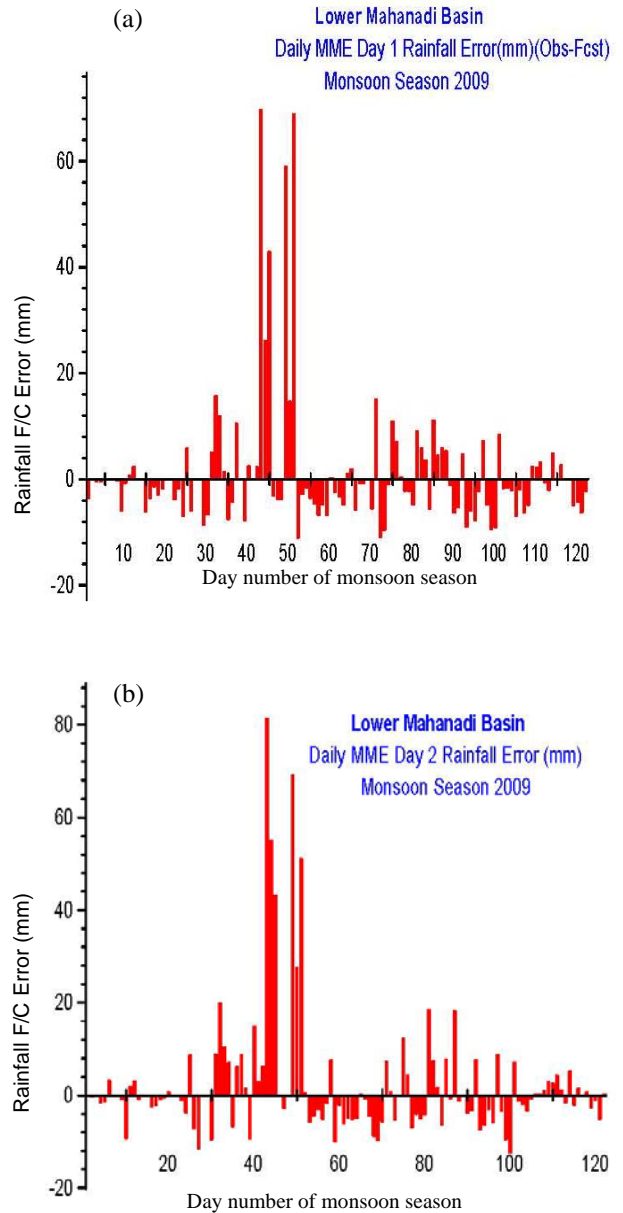 (a)
Lower Mahanadi Basin
Daily MME Day 1 Rainfall Error(mm)(Obs-Fcst)
Monsoon Season 2009
Rainfall F/C Error (mm)
60
40
20
0
-20
10 20 30 40 50 60 70 80 90 100 110 120
Day number of monsoon season
(b)
Lower Mahanadi Basin
Daily MME Day 2 Rainfall Error (mm)
Monsoon Season 2009
Rainfall F/C Error (mm)
80
60
40
20
0
-20
20 40 60 80 100 120
Day number of monsoon season